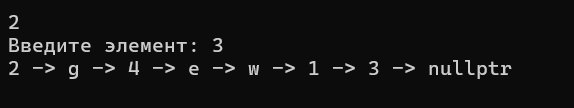 2
Введите элемент: 3
2 -> g -> 4 -> e -> w -> 1 -> 3 -> nullptr